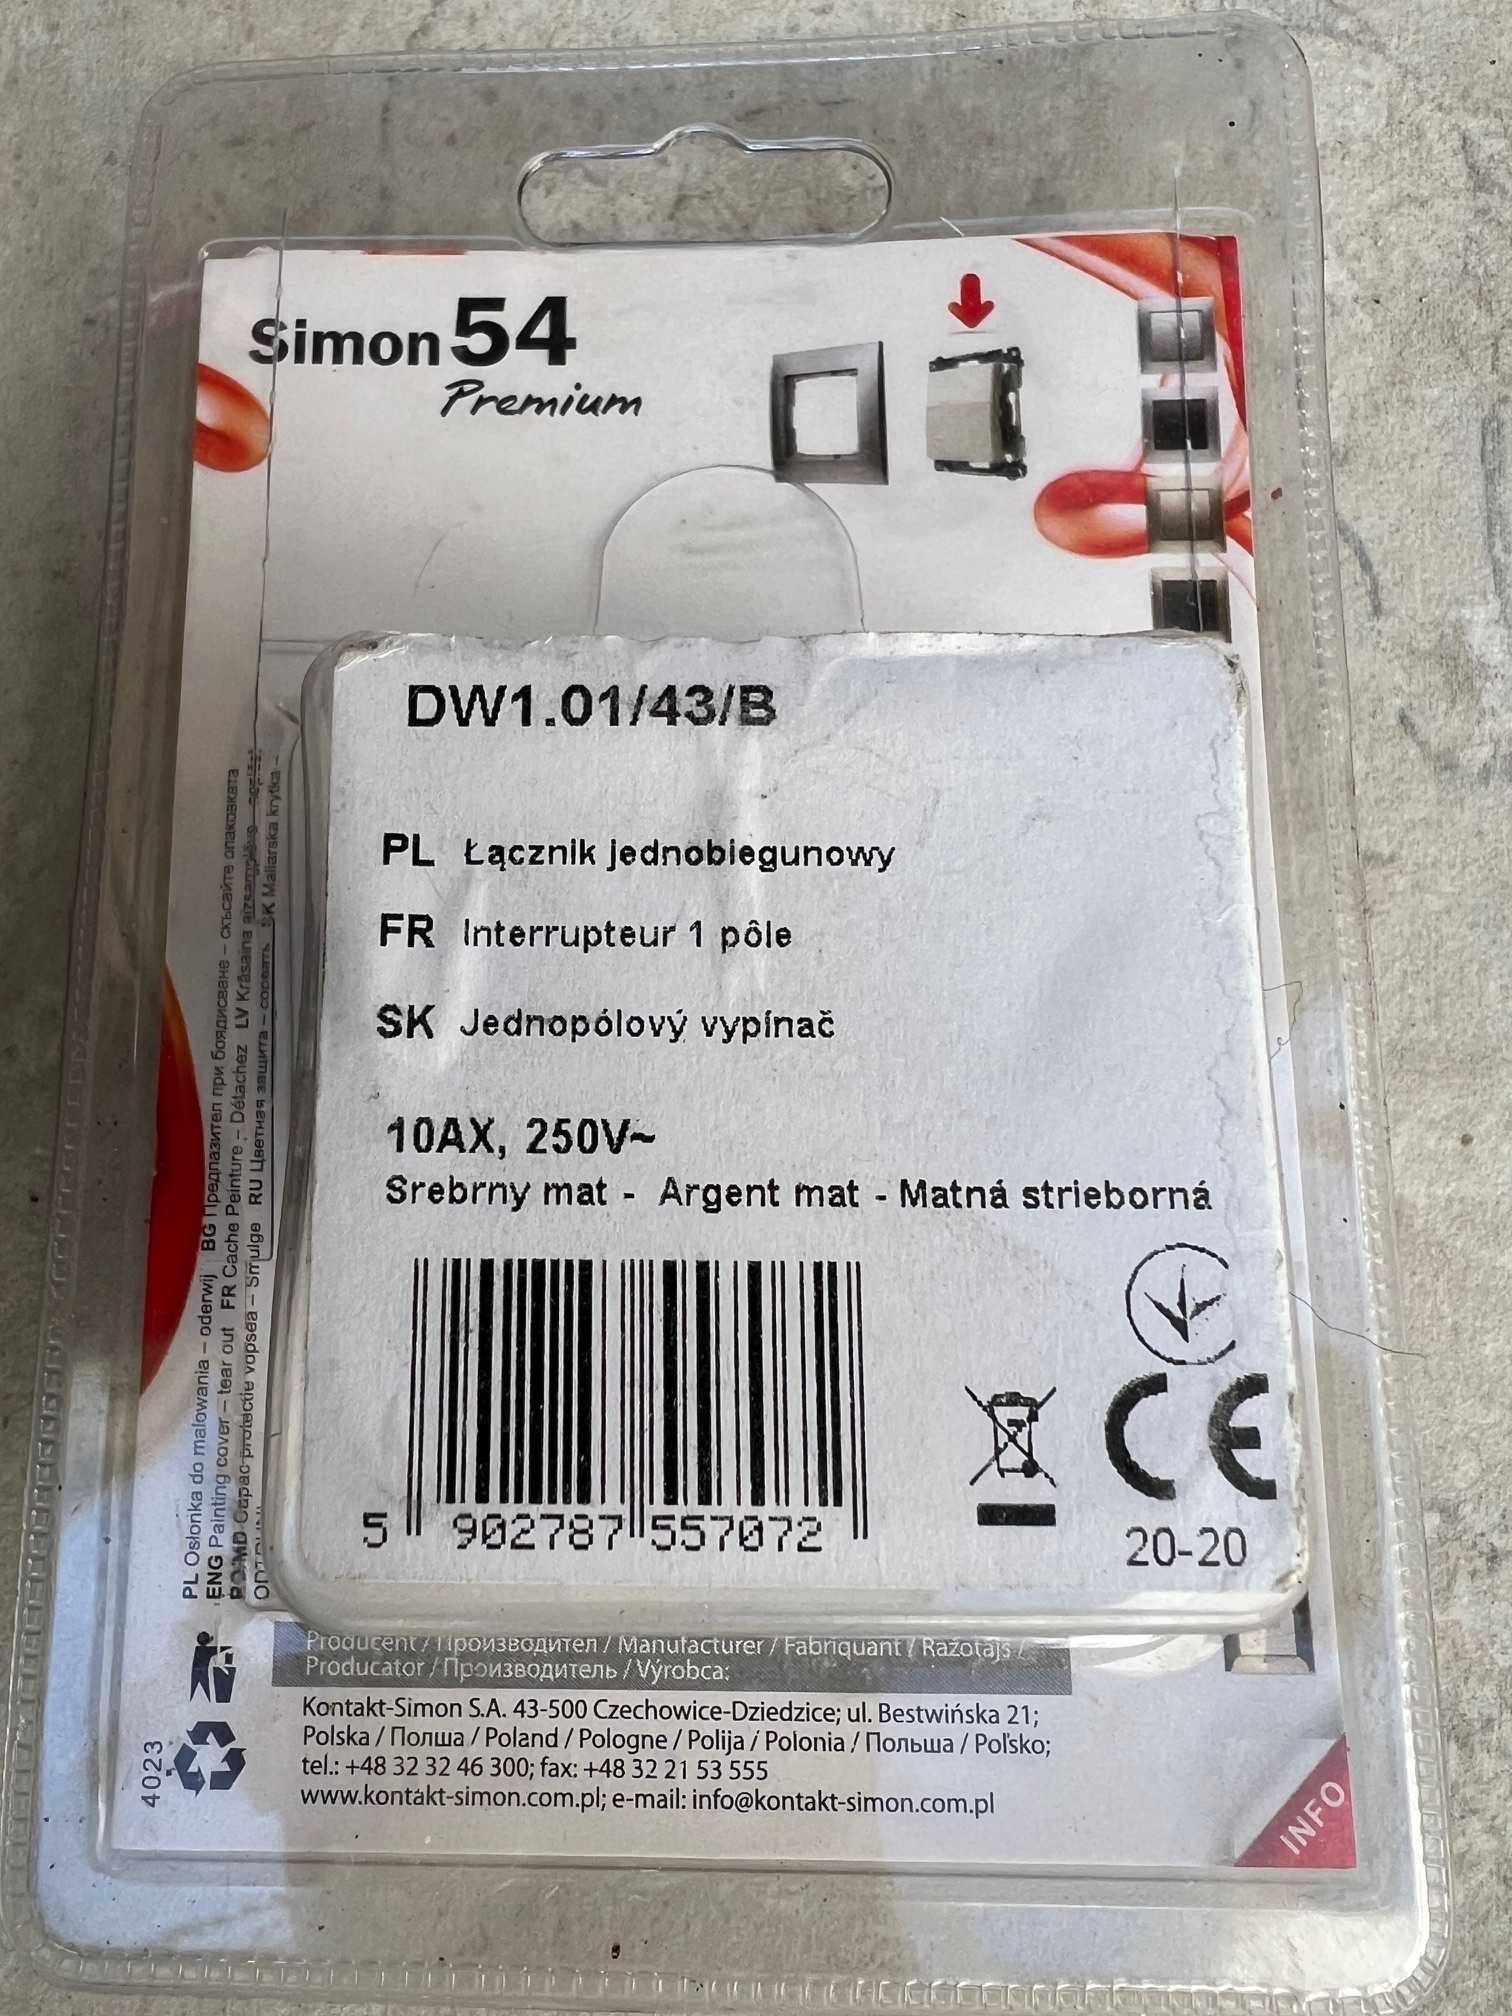 Simon 54
Premium
DW1.01/43/B
PL Łącznik jednobiegunowy
FR Interrupteur 1 pôle
SK Jednopólový vypínač
10AX, 250V~
Srebrny mat - Argent mat - Matná strieborná
5 902787 557072
CE
20-20
PL Osłonka do malowania – oderwij BG Предпазител при боядисване – скъсайте опаковката
ENG Painting cover – tear out FR Cache Peinture – Détachez LV Krāsaina
RO/MD Capac protectie vopsea – Smulge RU Цветная защита – сорвать SK Maliarska krytka –
Producent / Производител / Manufacturer / Fabriquant / Ražotājs /
Producator / Производитель / Výrobca:
Kontakt-Simon S.A. 43-500 Czechowice-Dziedzice; ul. Bestwińska 21;
Polska / Полша / Poland / Pologne / Polija / Polonia / Польша / Poľsko;
tel.: +48 32 32 46 300; fax: +48 32 21 53 555
www.kontakt-simon.com.pl; e-mail: info@kontakt-simon.com.pl
4023
INFO